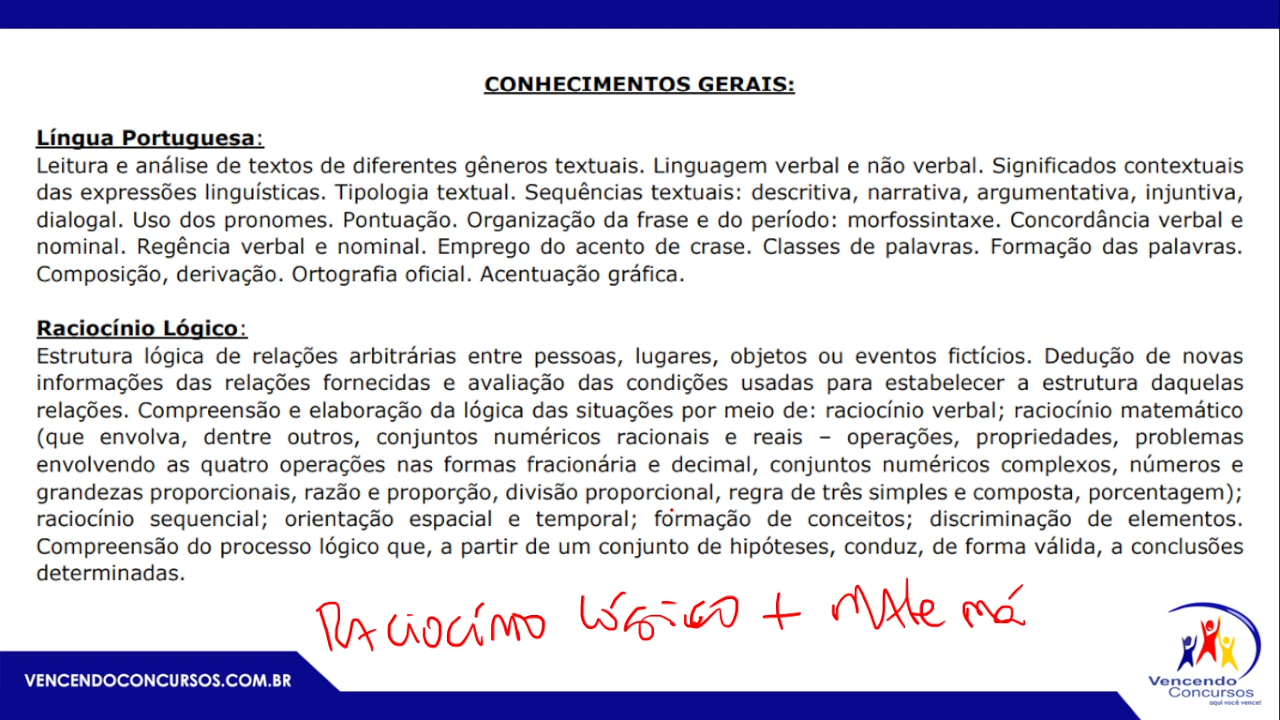 CONHECIMENTOS GERAIS:
Língua Portuguesa:
Leitura e análise de textos de diferentes gêneros textuais. Linguagem verbal e não verbal. Significados contextuais
das expressões linguísticas. Tipologia textual. Sequências textuais: descritiva, narrativa, argumentativa, injuntiva,
dialogal. Uso dos pronomes. Pontuação. Organização da frase e do período: morfossintaxe. Concordância verbal e
nominal. Regência verbal e nominal. Emprego do acento de crase. Classes de palavras. Formação das palavras.
Composição, derivação. Ortografia oficial. Acentuação gráfica.
Raciocínio Lógico:
Estrutura lógica de relações arbitrárias entre pessoas, lugares, objetos ou eventos fictícios. Dedução de novas
informações das relações fornecidas e avaliação das condições usadas para estabelecer a estrutura daquelas
relações. Compreensão e elaboração da lógica das situações por meio de: raciocínio verbal; raciocínio matemático
(que envolva, dentre outros, conjuntos numéricos racionais e reais – operações, propriedades, problemas
envolvendo as quatro operações nas formas fracionária e decimal, conjuntos numéricos complexos, números e
grandezas proporcionais, razão e proporção, divisão proporcional, regra de três simples e composta, porcentagem);
raciocínio sequencial; orientação espacial e temporal; formação de conceitos; discriminação de elementos.
Compreensão do processo lógico que, a partir de um conjunto de hipóteses, conduz, de forma válida, a conclusões
determinadas.
RACIOCÍNIO LÓGICO + MATEMÁ
VENCENDOCONCURSOS.COM.BR
Vencendo
Concursos
aqui você vence!